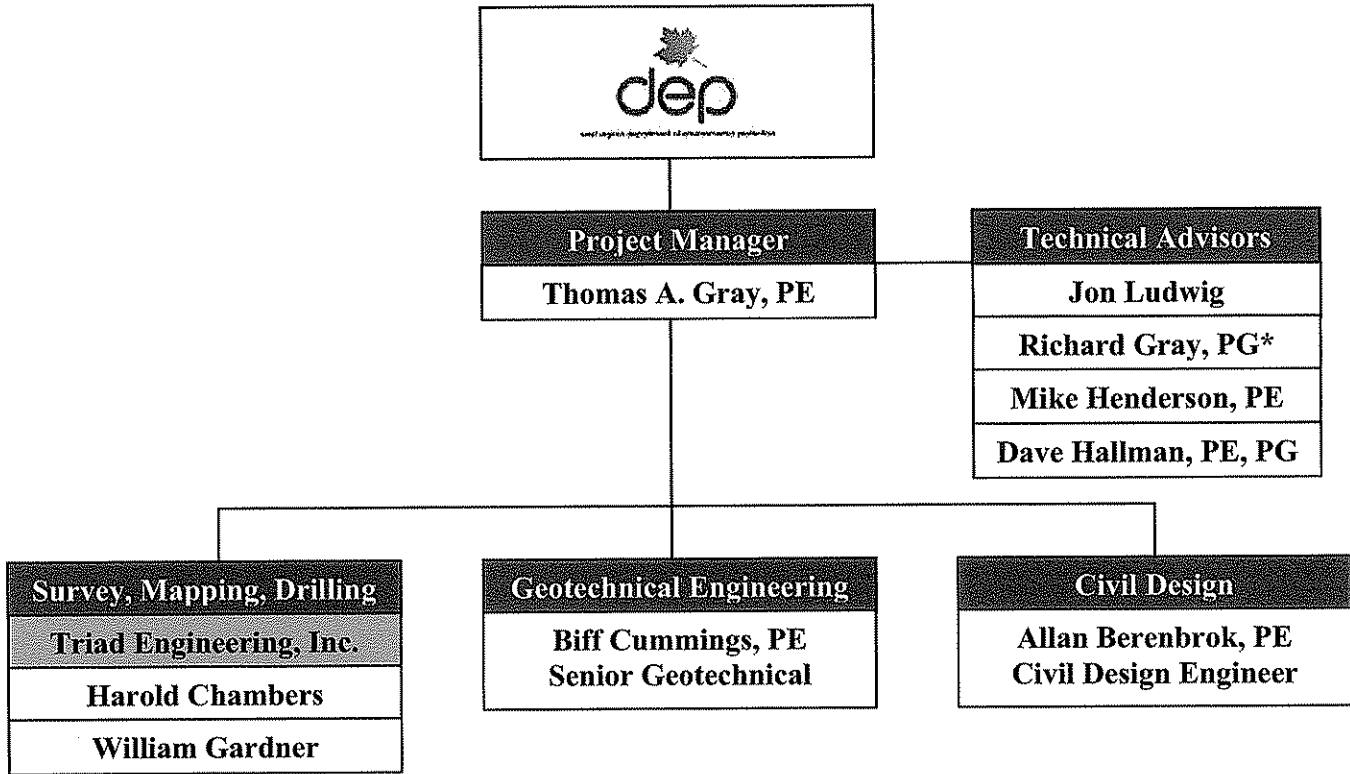 dep
Project Manager
Thomas A. Gray, PE
Technical Advisors
Jon Ludwig
Richard Gray, PG*
Mike Henderson, PE
Dave Hallman, PE, PG
Survey, Mapping, Drilling
Triad Engineering, Inc.
Harold Chambers
William Gardner
Geotechnical Engineering
Biff Cummings, PE
Senior Geotechnical
Civil Design
Allan Berenbrok, PE
Civil Design Engineer